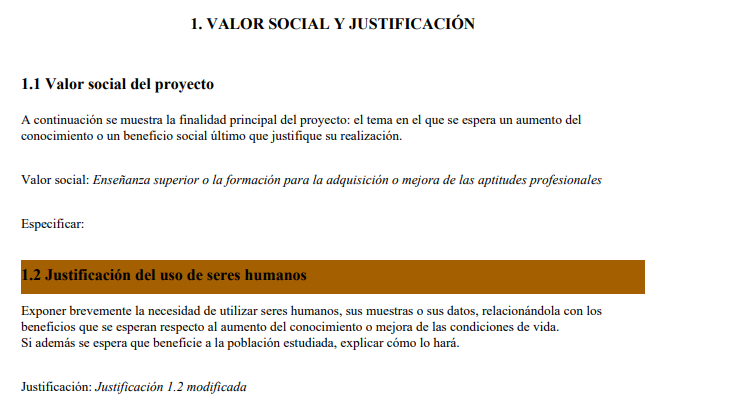 1. VALOR SOCIAL Y JUSTIFICACIÓN
1.1 Valor social del proyecto
A continuación se muestra la finalidad principal del proyecto: el tema en el que se espera un aumento del
conocimiento o un beneficio social último que justifique su realización.
Valor social: Enseñanza superior o la formación para la adquisición o mejora de las aptitudes profesionales
Especificar:
1.2 Justificación del uso de seres humanos
Exponer brevemente la necesidad de utilizar seres humanos, sus muestras o sus datos, relacionándola con los
beneficios que se esperan respecto al aumento del conocimiento o mejora de las condiciones de vida.
Si además se espera que beneficie a la población estudiada, explicar cómo lo hará.
Justificación: Justificación 1.2 modificada